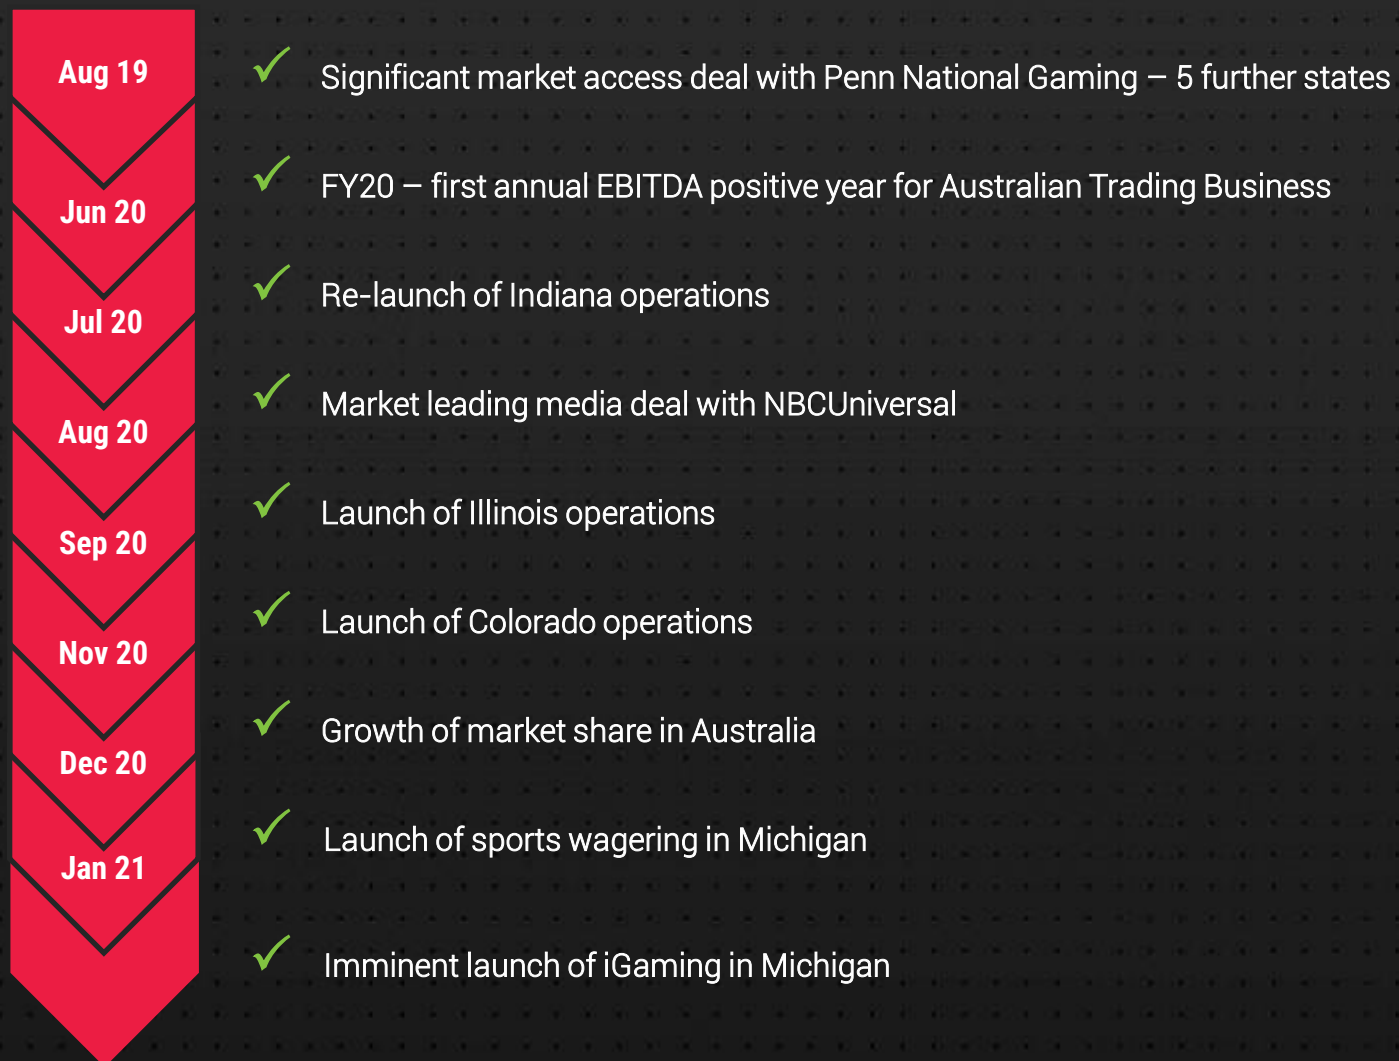 Aug 19
Significant market access deal with Penn National Gaming – 5 further states
Jun 20
FY20 – first annual EBITDA positive year for Australian Trading Business
Jul 20
Re-launch of Indiana operations
Aug 20
Market leading media deal with NBCUniversal
Sep 20
Launch of Illinois operations
Nov 20
Launch of Colorado operations
Dec 20
Growth of market share in Australia
Jan 21
Launch of sports wagering in Michigan
Imminent launch of iGaming in Michigan